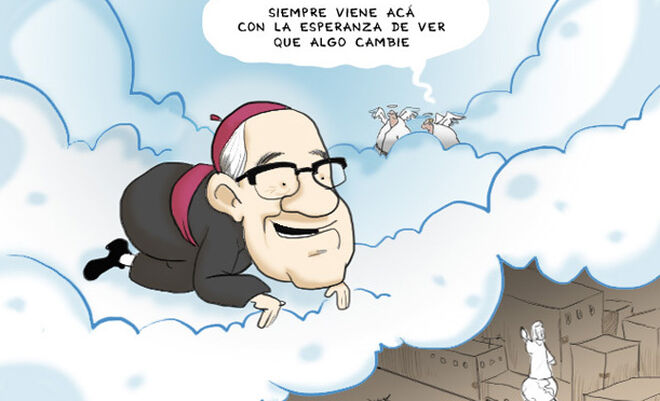 SIEMPRE VIENE ACÁ
CON LA ESPERANZA DE VER
QUE ALGO CAMBIE